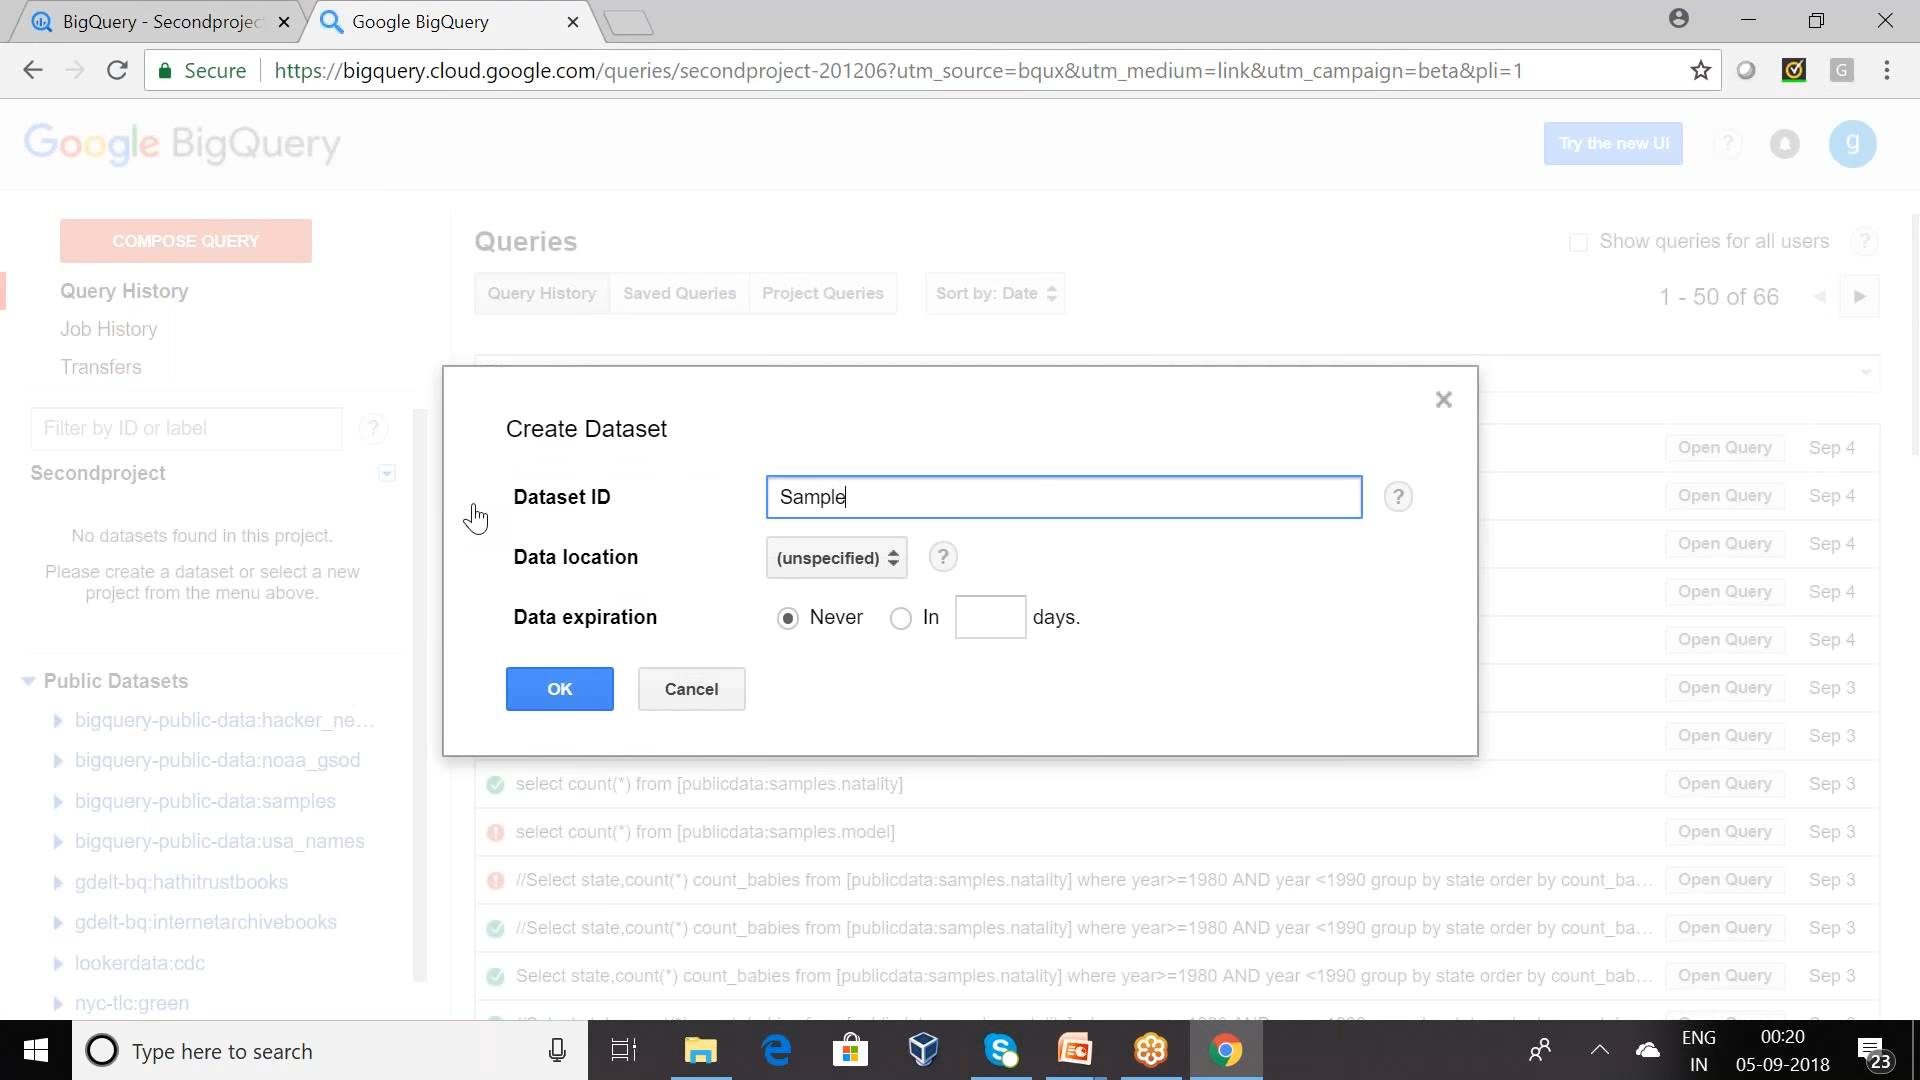 BigQuery - Secondprojec
Google BigQuery
Secure
https://bigquery.cloud.google.com/queries/secondproject-201206?utm_source=bqux&utm_medium=link&utm_campaign=beta&pli=1
G
Google BigQuery
Try the new UI
?
g
COMPOSE QUERY
Query History
Job History
Transfers
Filter by ID or label
?
Secondproject
No datasets found in this project.
Please create a dataset or select a new
project from the menu above.
Public Datasets
bigquery-public-data:hacker_ne...
bigquery-public-data:noaa_gsod
bigquery-public-data:samples
bigquery-public-data:usa_names
gdelt-bq:hathitrustbooks
gdelt-bq:internetarchivebooks
lookerdata:cdc
nyc-tlc:green
Queries
Show queries for all users
?
Query History
Saved Queries
Project Queries
Sort by: Date
1 - 50 of 66
Create Dataset
Dataset ID
Sample
?
Data location
(unspecified)
?
Data expiration
Never
In
days.
OK
Cancel
Open Query Sep 4
Open Query Sep 4
Open Query Sep 4
Open Query Sep 4
Open Query Sep 4
Open Query Sep 3
Open Query Sep 3
select count(*) from [publicdata:samples.natality] Open Query Sep 3
select count(*) from [publicdata:samples.model] Open Query Sep 3
//Select state,count(*) count_babies from [publicdata:samples.natality] where year>=1980 AND year <1990 group by state order by count_ba... Open Query Sep 3
//Select state,count(*) count_babies from [publicdata:samples.natality] where year>=1980 AND year <1990 group by state order by count_ba... Open Query Sep 3
Select state,count(*) count_babies from [publicdata:samples.natality] where year>=1980 AND year <1990 group by state order by count_bab... Open Query Sep 3
Type here to search
ENG
IN
00:20
05-09-2018
23